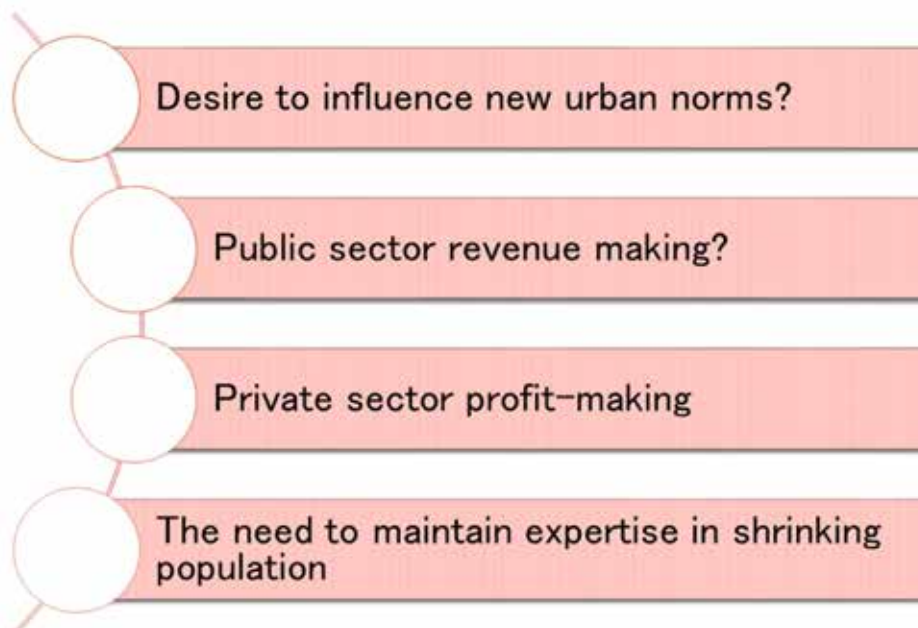 Desire to influence new urban norms?
Public sector revenue making?
Private sector profit-making
The need to maintain expertise in shrinking
population